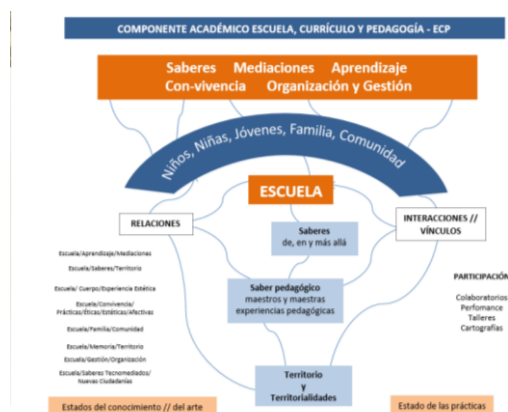 COMPONENTE ACADÉMICO ESCUELA, CURRÍCULO Y PEDAGOGÍA - ECP
Saberes Mediaciones Aprendizaje
Con-vivencia Organización y Gestión
Niños, Niñas, Jóvenes, Familia, Comunidad
ESCUELA
RELACIONES
INTERACCIONES //
VÍNCULOS
Saberes
de, en y más allá
Escuela/Aprendizaje/Mediaciones
Escuela/Saberes/Territorio
Escuela/ Cuerpo/Experiencia Estética
Escuela/Convivencia/
Prácticas/Éticas/Estéticas/Afectivas
Escuela/Familia/Comunidad
Escuela/Memoria/Territorio
Escuela/Gestión/Organización
Escuela/Saberes Tecnomediados/
Nuevas Ciudadanías
Saber pedagógico
maestros y maestras
experiencias pedagógicas
PARTICIPACIÓN
Colaboratorios
Perfomance
Talleres
Cartografías
Territorio
y
Territorialidades
Estados del conocimiento // del arte
Estado de las prácticas